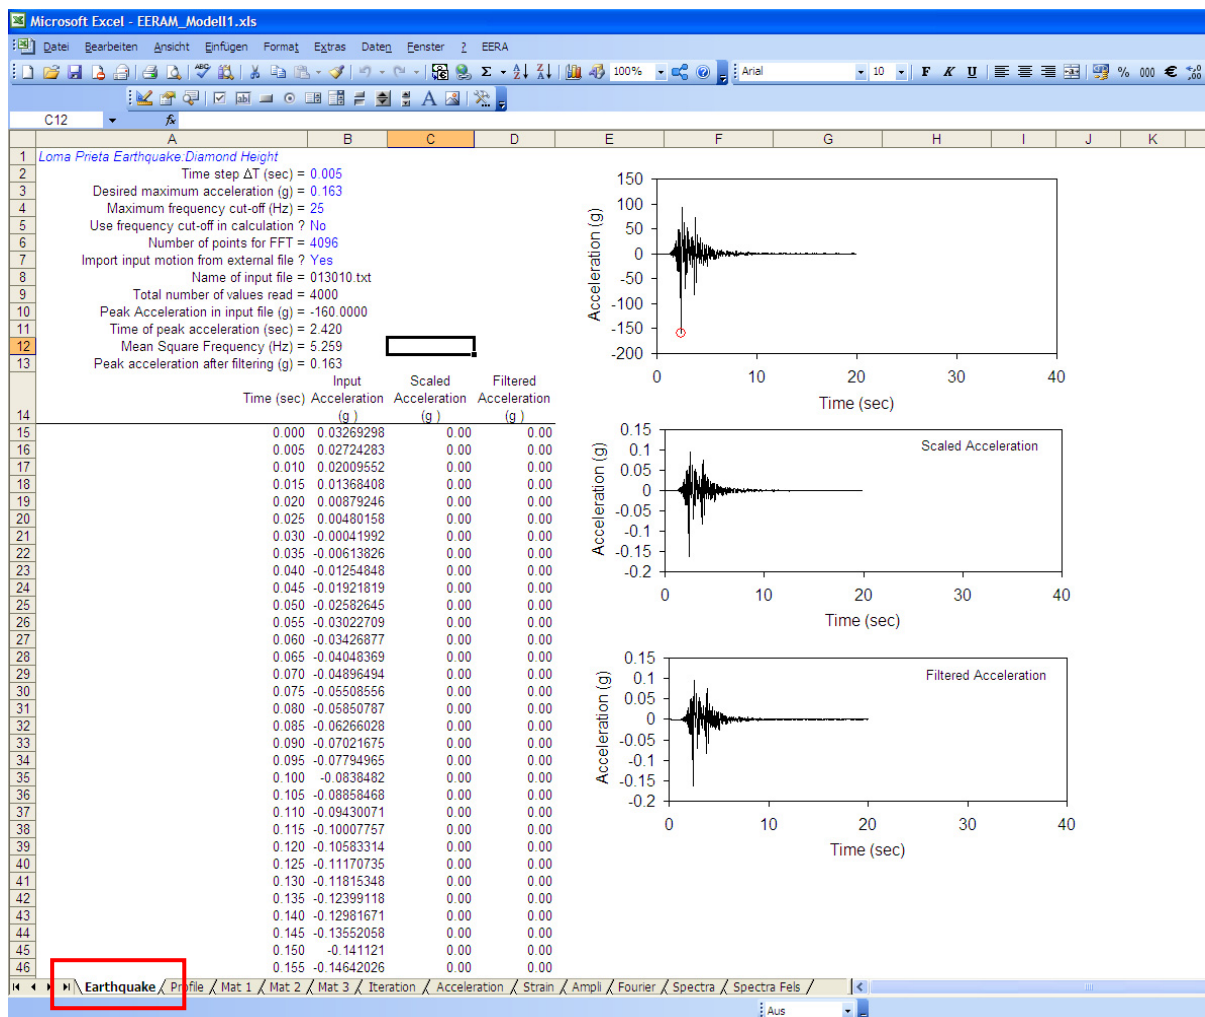 Microsoft Excel - EERAM_Modell1.xls
Datei Bearbeiten Ansicht Einfügen Format Extras Daten Fenster ? EERA
100% Arial 10 F K U % 000 €
C12 fx
A B C D E F G H I J K
1 Loma Prieta Earthquake:Diamond Height
2 Time step ΔT (sec) = 0.005
3 Desired maximum acceleration (g) = 0.163
4 Maximum frequency cut-off (Hz) = 25
5 Use frequency cut-off in calculation ? No
6 Number of points for FFT = 4096
7 Import input motion from external file ? Yes
8 Name of input file = 013010.txt
9 Total number of values read = 4000
10 Peak Acceleration in input file (g) = -160.0000
11 Time of peak acceleration (sec) = 2.420
12 Mean Square Frequency (Hz) = 5.259
13 Peak acceleration after filtering (g) = 0.163
Input Scaled Filtered
Time (sec) Acceleration Acceleration Acceleration
14 (g ) (g ) (g )
15 0.000 0.03269298 0.00 0.00
16 0.005 0.02724283 0.00 0.00
17 0.010 0.02009552 0.00 0.00
18 0.015 0.01368408 0.00 0.00
19 0.020 0.00879246 0.00 0.00
20 0.025 0.00480158 0.00 0.00
21 0.030 -0.00041992 0.00 0.00
22 0.035 -0.00613826 0.00 0.00
23 0.040 -0.01254848 0.00 0.00
24 0.045 -0.01921819 0.00 0.00
25 0.050 -0.02582645 0.00 0.00
26 0.055 -0.03022709 0.00 0.00
27 0.060 -0.03426877 0.00 0.00
28 0.065 -0.04048369 0.00 0.00
29 0.070 -0.04896494 0.00 0.00
30 0.075 -0.05508556 0.00 0.00
31 0.080 -0.05850787 0.00 0.00
32 0.085 -0.06266028 0.00 0.00
33 0.090 -0.07021675 0.00 0.00
34 0.095 -0.07794965 0.00 0.00
35 0.100 -0.0838482 0.00 0.00
36 0.105 -0.08858468 0.00 0.00
37 0.110 -0.09430071 0.00 0.00
38 0.115 -0.10007757 0.00 0.00
39 0.120 -0.10583314 0.00 0.00
40 0.125 -0.11170735 0.00 0.00
41 0.130 -0.11815348 0.00 0.00
42 0.135 -0.12399118 0.00 0.00
43 0.140 -0.12981671 0.00 0.00
44 0.145 -0.13552058 0.00 0.00
45 0.150 -0.141121 0.00 0.00
46 0.155 -0.14642026 0.00 0.00
Acceleration (g)
150
100
50
0
-50
-100
-150
-200
0 10 20 30 40
Time (sec)
Scaled Acceleration
Acceleration (g)
0.15
0.1
0.05
0
-0.05
-0.1
-0.15
-0.2
0 10 20 30 40
Time (sec)
Filtered Acceleration
Acceleration (g)
0.15
0.1
0.05
0
-0.05
-0.1
-0.15
-0.2
0 10 20 30 40
Time (sec)
Earthquake Profile Mat 1 Mat 2 Mat 3 Iteration Acceleration Strain Ampli Fourier Spectra Spectra Fels
Aus